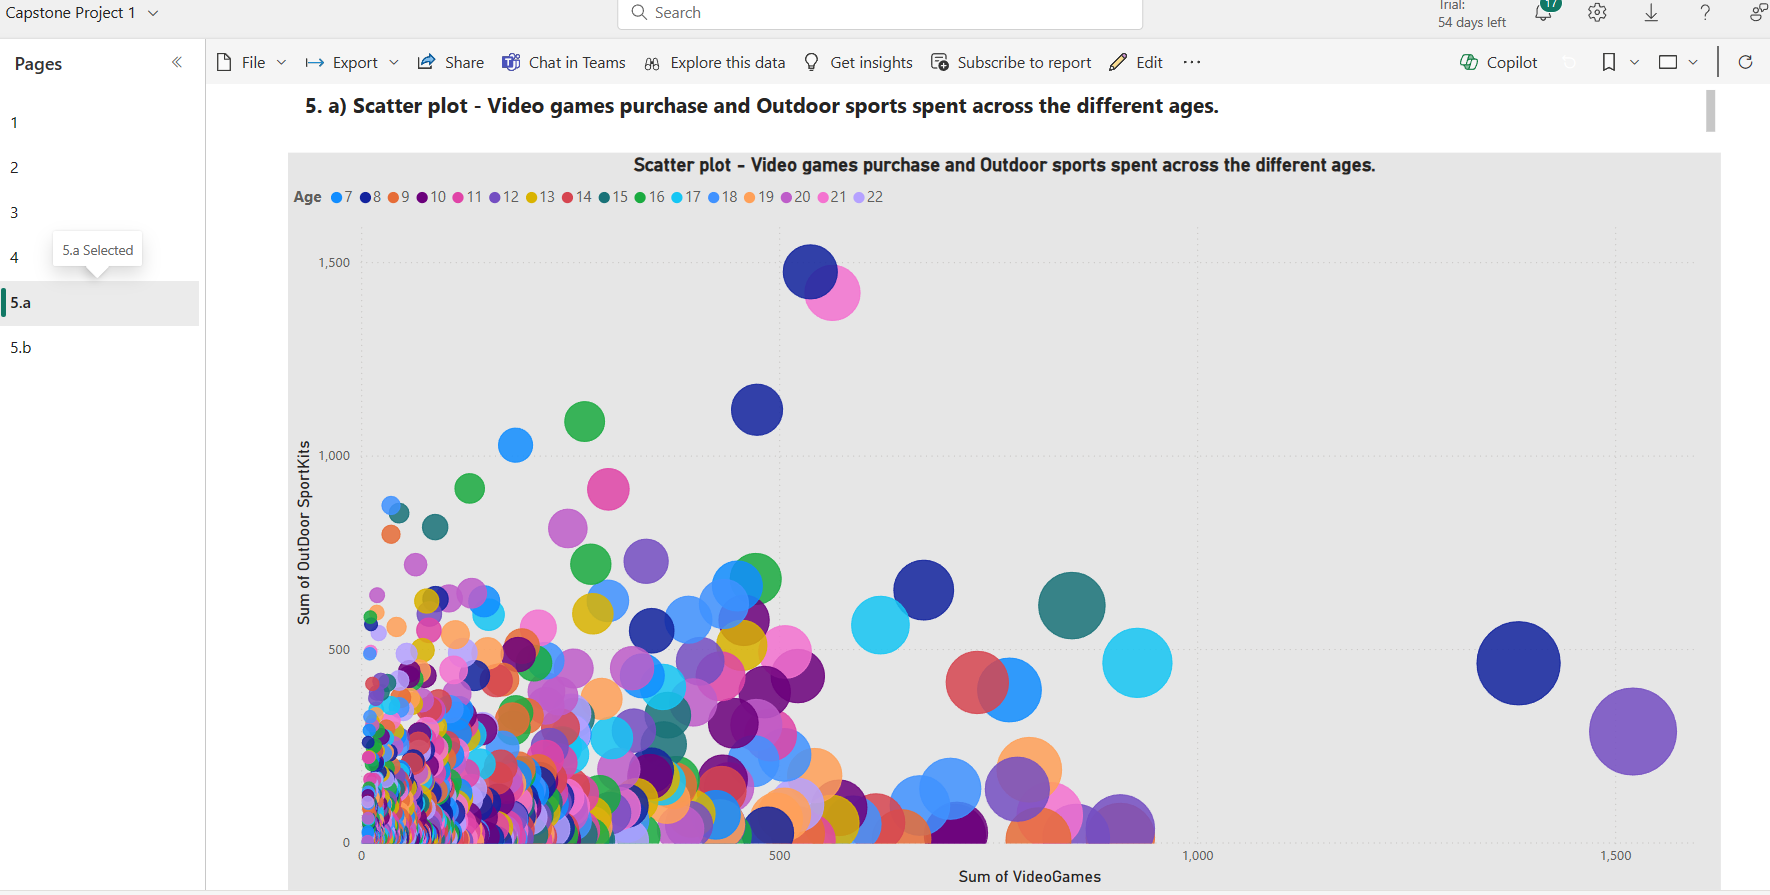 Capstone Project 1
Search
Trial:
54 days left
17
?
Pages
File
Export
Share
Chat in Teams
Explore this data
Get insights
Subscribe to report
Edit
...
Copilot
1
2
3
4
5.a Selected
5.a
5.b
5. a) Scatter plot - Video games purchase and Outdoor sports spent across the different ages.
Scatter plot - Video games purchase and Outdoor sports spent across the different ages.
Age 7 8 9 10 11 12 13 14 15 16 17 18 19 20 21 22
Sum of OutDoor SportKits
1,500
1,000
500
0
0 500 1,000 1,500
Sum of VideoGames